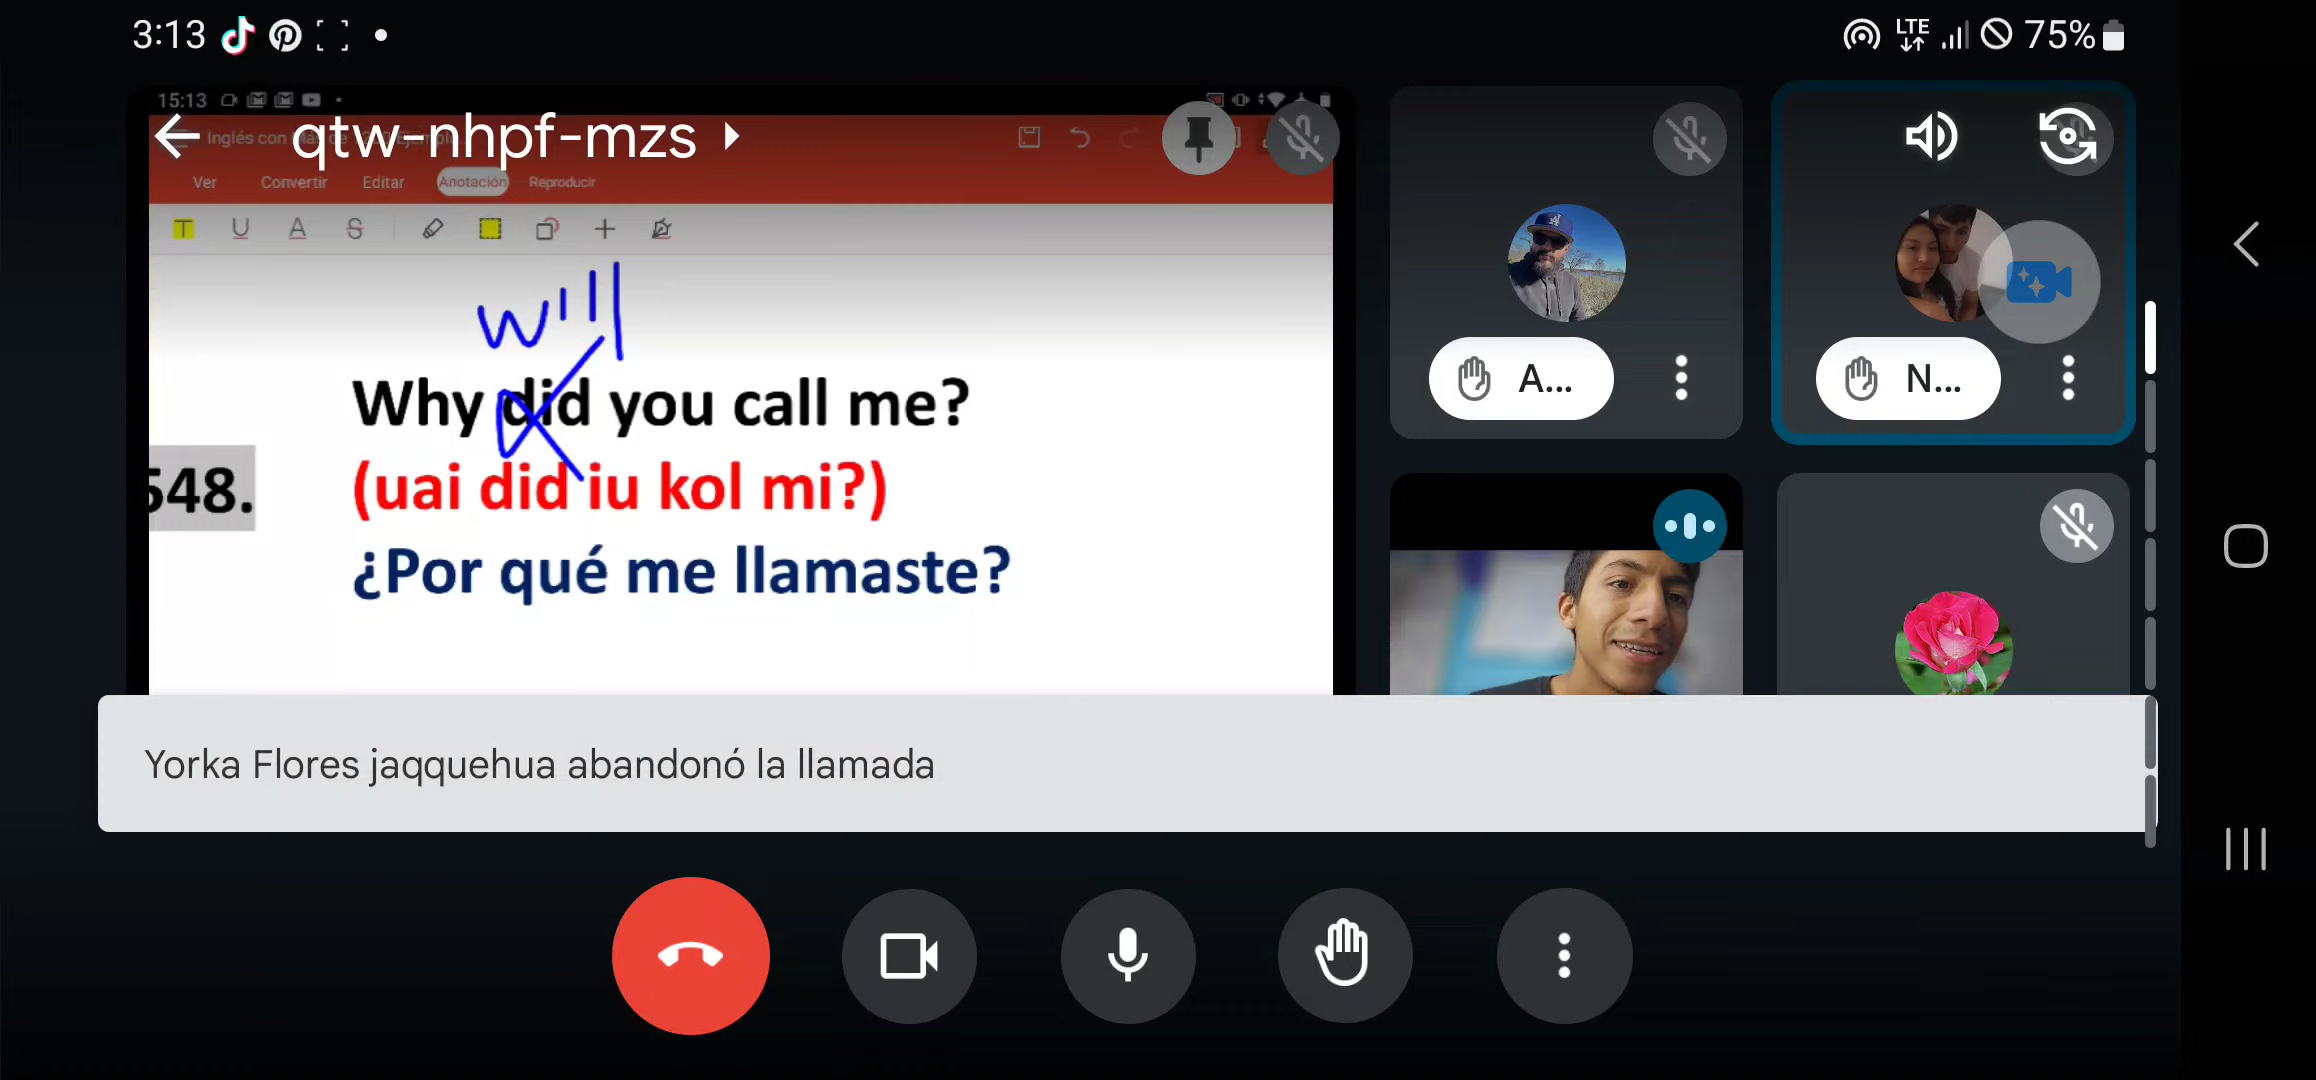 3:13
LTE
75%
15:13
Inglés con
qtw-nhpf-mzs
Ver Convertir Editar Anotación Reproducir
T U A S
will
Why did you call me?
548.
(uai did iu kol mi?)
¿Por qué me llamaste?
A...
N...
Yorka Flores jaqquehua abandonó la llamada